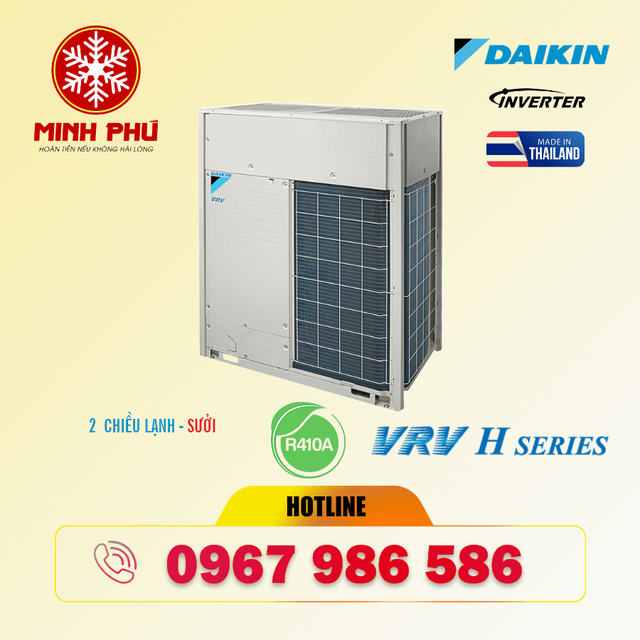 MINH PHÚ
HOÀN TIỀN NẾU KHÔNG HÀI LÒNG
DAIKIN
INVERTER
MADE IN
THAILAND
DAIKIN
VRV
2 CHIỀU LẠNH - SƯỞI
R410A
VRV H SERIES
HOTLINE
0967 986 586